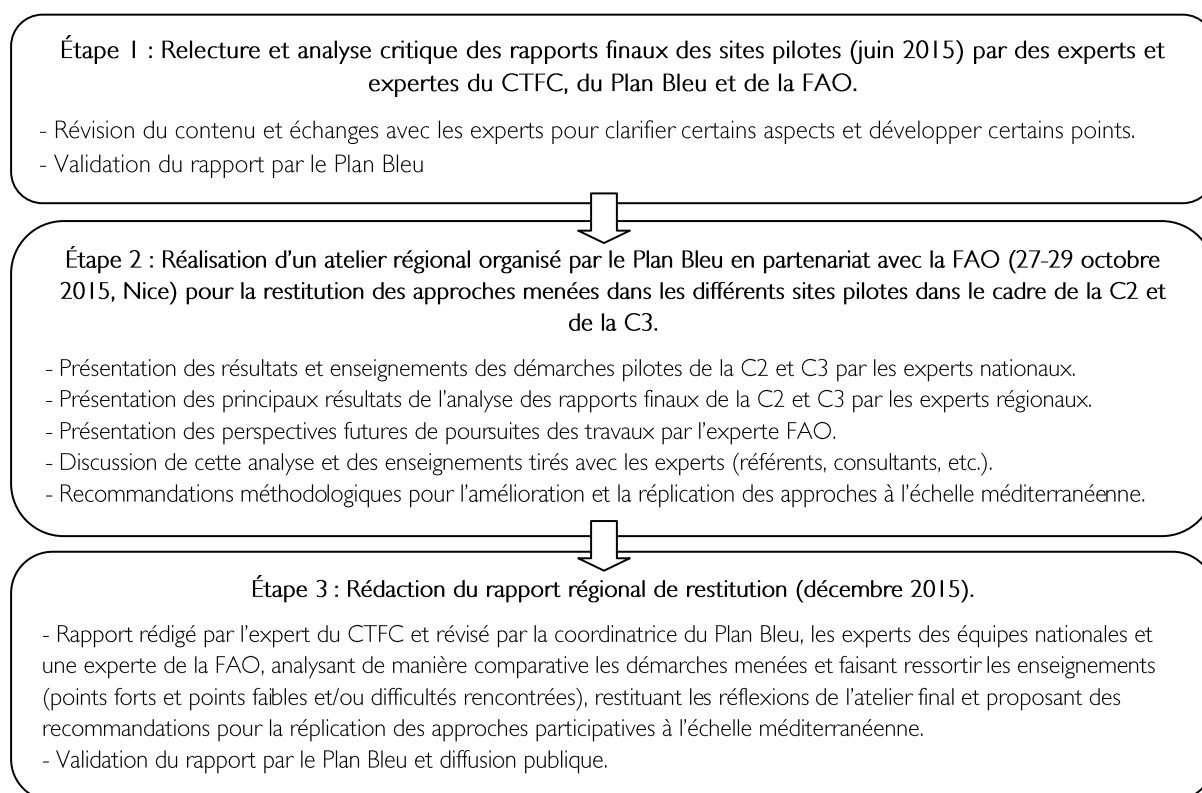 Étape 1 : Relecture et analyse critique des rapports finaux des sites pilotes (juin 2015) par des experts et
expertes du CTFC, du Plan Bleu et de la FAO.
- Révision du contenu et échanges avec les experts pour clarifier certains aspects et développer certains points.
- Validation du rapport par le Plan Bleu
Étape 2 : Réalisation d’un atelier régional organisé par le Plan Bleu en partenariat avec la FAO (27-29 octobre
2015, Nice) pour la restitution des approches menées dans les différents sites pilotes dans le cadre de la C2 et
de la C3.
- Présentation des résultats et enseignements des démarches pilotes de la C2 et C3 par les experts nationaux.
- Présentation des principaux résultats de l’analyse des rapports finaux de la C2 et C3 par les experts régionaux.
- Présentation des perspectives futures de poursuites des travaux par l’experte FAO.
- Discussion de cette analyse et des enseignements tirés avec les experts (référents, consultants, etc.).
- Recommandations méthodologiques pour l’amélioration et la réplication des approches à l’échelle méditerranéenne.
Étape 3 : Rédaction du rapport régional de restitution (décembre 2015).
- Rapport rédigé par l’expert du CTFC et révisé par la coordinatrice du Plan Bleu, les experts des équipes nationales et
une experte de la FAO, analysant de manière comparative les démarches menées et faisant ressortir les enseignements
(points forts et points faibles et/ou difficultés rencontrées), restituant les réflexions de l’atelier final et proposant des
recommandations pour la réplication des approches participatives à l’échelle méditerranéenne.
- Validation du rapport par le Plan Bleu et diffusion publique.